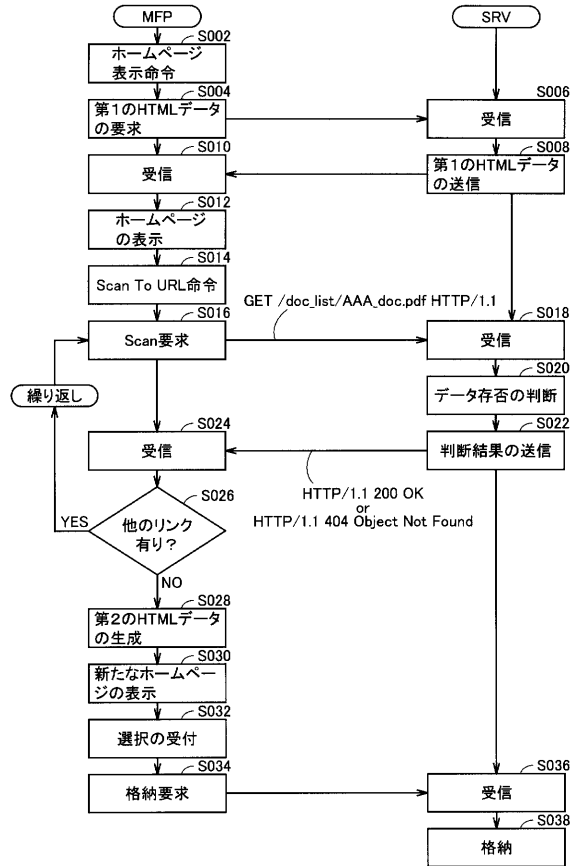 MFP
SRV
S002
ホームページ
表示命令
S004
第1のHTMLデータ
の要求
S006
受信
S010
受信
S008
第1のHTMLデータ
の送信
S012
ホームページ
の表示
S014
Scan To URL命令
GET /doc_list/AAA_doc.pdf HTTP/1.1
S016
Scan要求
S018
受信
繰り返し
S020
データ存否の判断
S024
受信
S022
判断結果の送信
HTTP/1.1 200 OK
or
HTTP/1.1 404 Object Not Found
S026
YES
他のリンク
有り？
NO
S028
第2のHTMLデータ
の生成
S030
新たなホームペー
ジの表示
S032
選択の受付
S034
格納要求
S036
受信
S038
格納